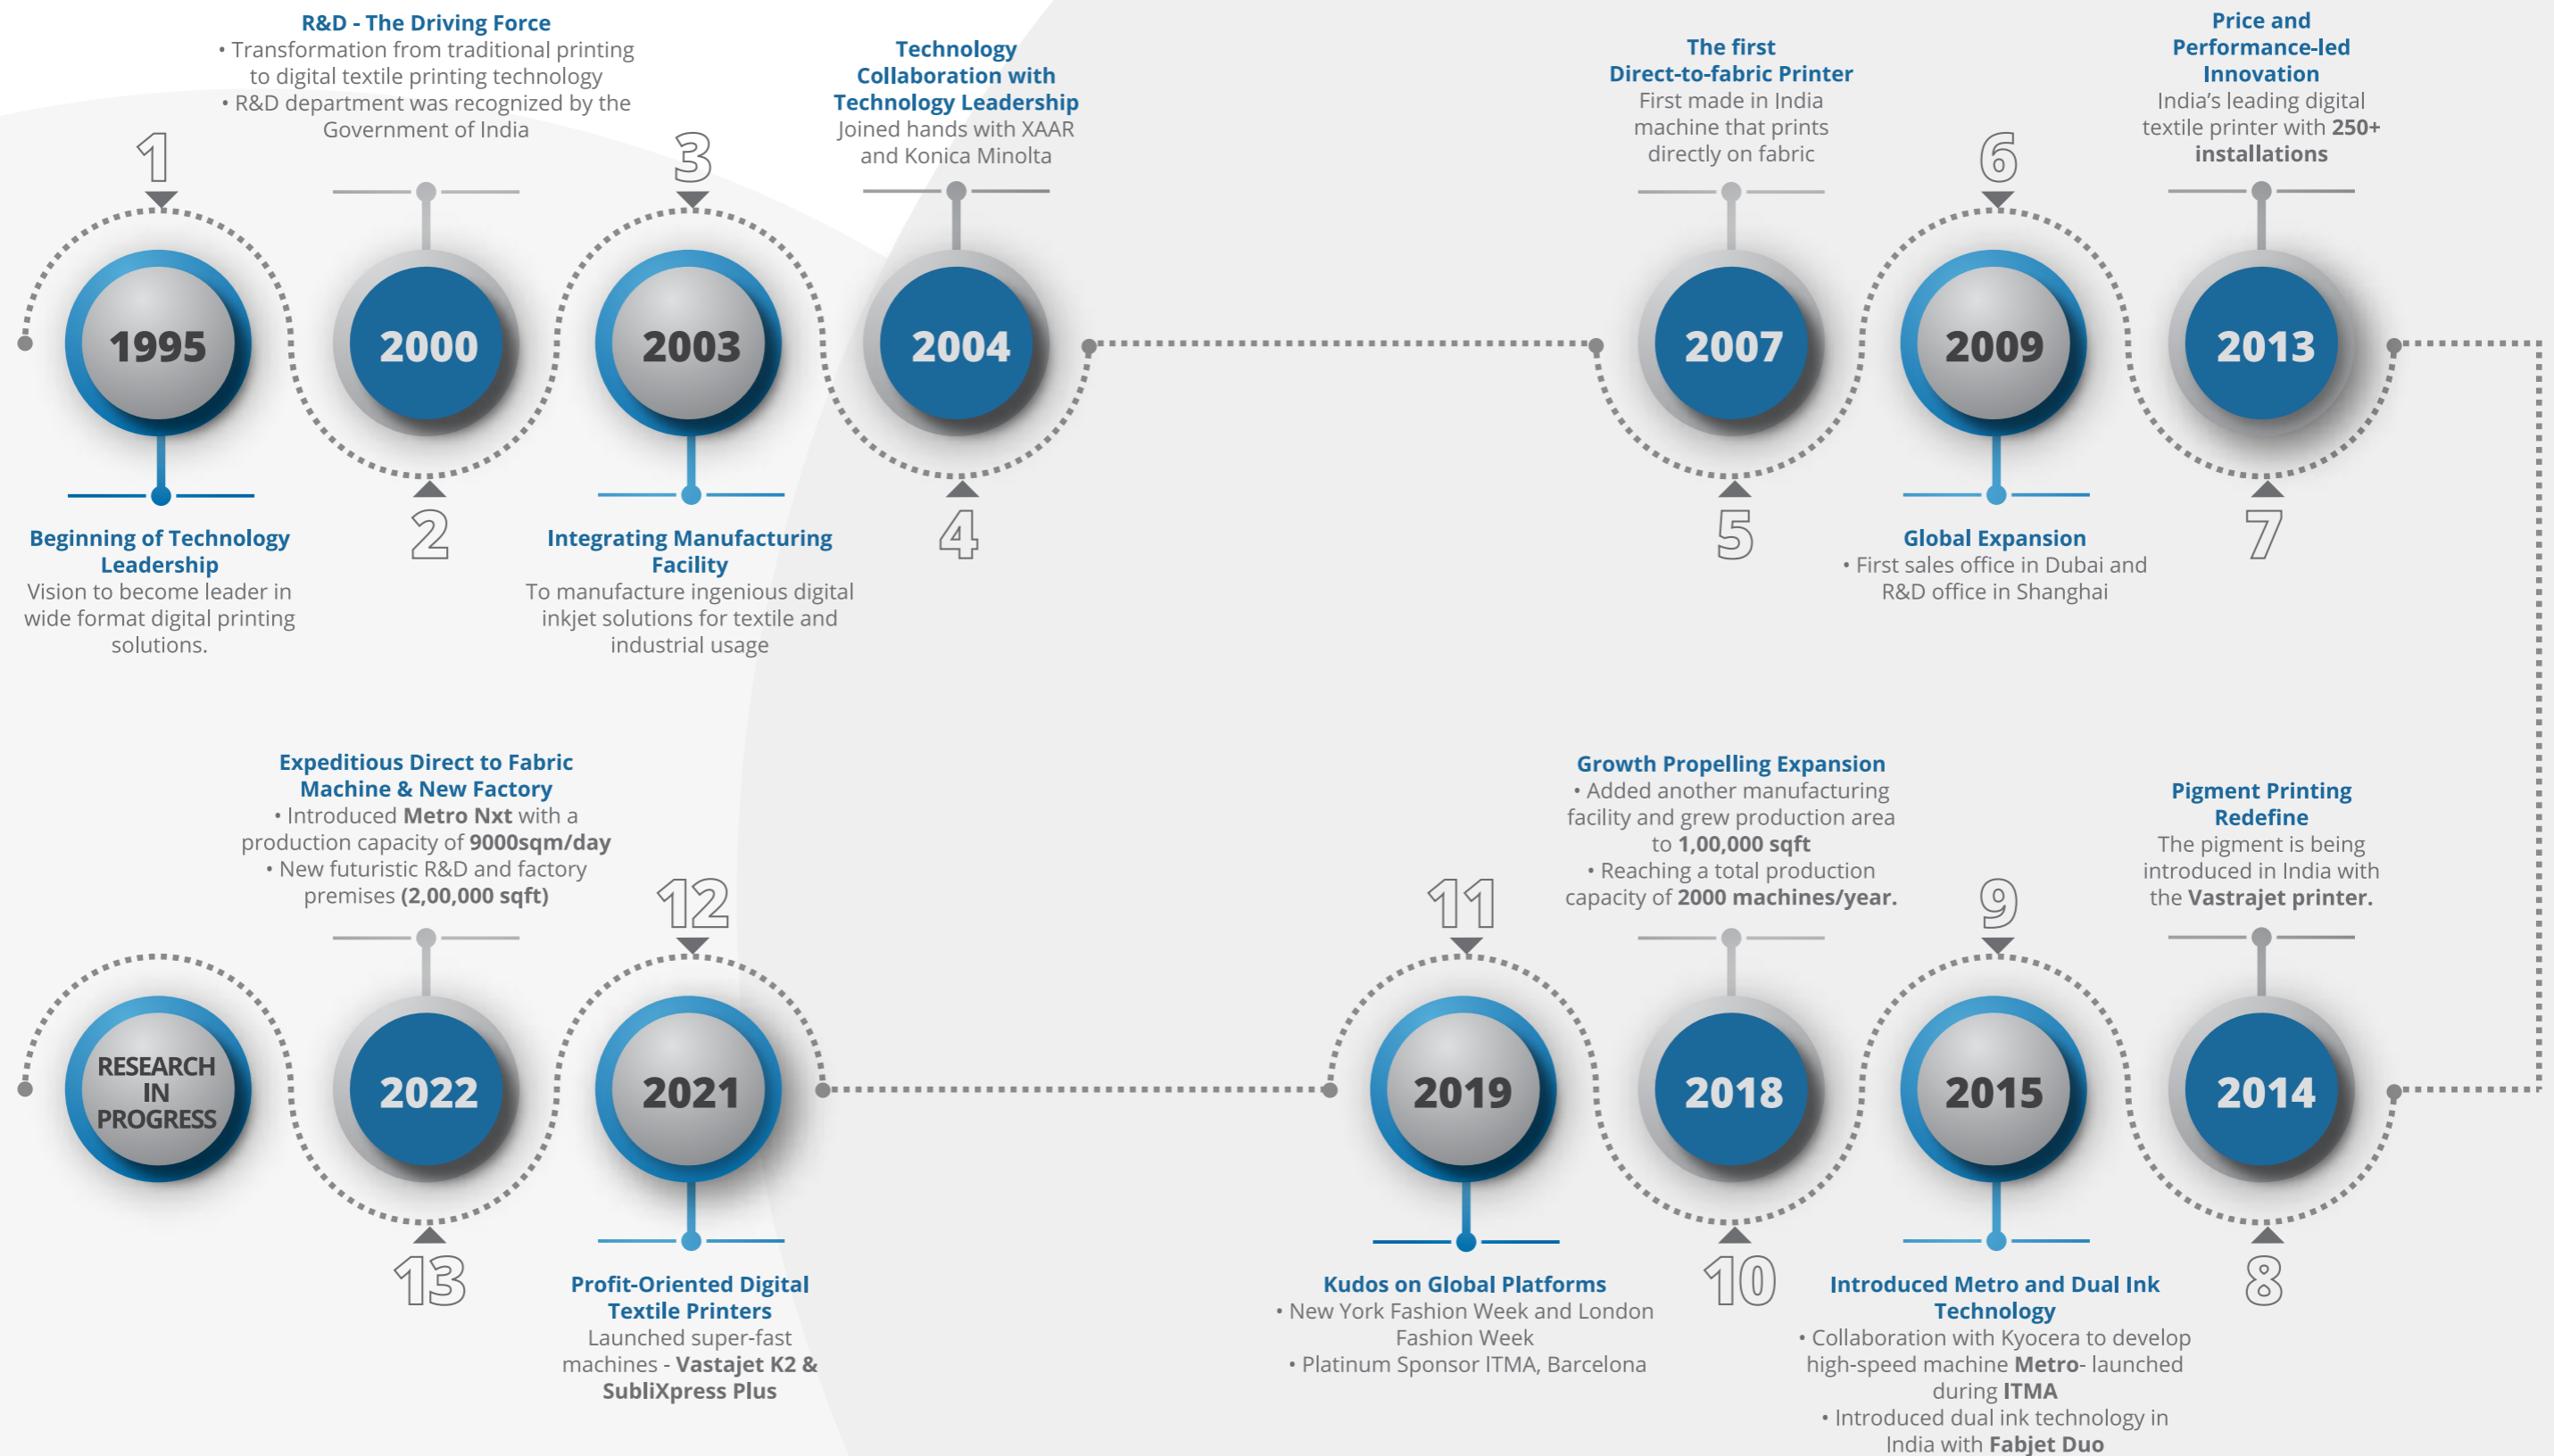 1
1995
Beginning of Technology
Leadership
Vision to become leader in
wide format digital printing
solutions.
R&D - The Driving Force
• Transformation from traditional printing
to digital textile printing technology
• R&D department was recognized by the
Government of India
2000
2
3
2003
Integrating Manufacturing
Facility
To manufacture ingenious digital
inkjet solutions for textile and
industrial usage
Technology
Collaboration with
Technology Leadership
Joined hands with XAAR
and Konica Minolta
2004
4
The first
Direct-to-fabric Printer
First made in India
machine that prints
directly on fabric
2007
5
6
2009
Global Expansion
• First sales office in Dubai and
R&D office in Shanghai
Price and
Performance-led
Innovation
India’s leading digital
textile printer with 250+
installations
2013
7
Pigment Printing
Redefine
The pigment is being
introduced in India with
the Vastrajet printer.
2014
8
9
2015
Introduced Metro and Dual Ink
Technology
• Collaboration with Kyocera to develop
high-speed machine Metro- launched
during ITMA
• Introduced dual ink technology in
India with Fabjet Duo
Growth Propelling Expansion
• Added another manufacturing
facility and grew production area
to 1,00,000 sqft
• Reaching a total production
capacity of 2000 machines/year.
2018
10
11
2019
Kudos on Global Platforms
• New York Fashion Week and London
Fashion Week
• Platinum Sponsor ITMA, Barcelona
12
2021
Profit-Oriented Digital
Textile Printers
Launched super-fast
machines - Vastajet K2 &
SubliXpress Plus
Expeditious Direct to Fabric
Machine & New Factory
• Introduced Metro Nxt with a
production capacity of 9000sqm/day
• New futuristic R&D and factory
premises (2,00,000 sqft)
2022
13
RESEARCH
IN
PROGRESS